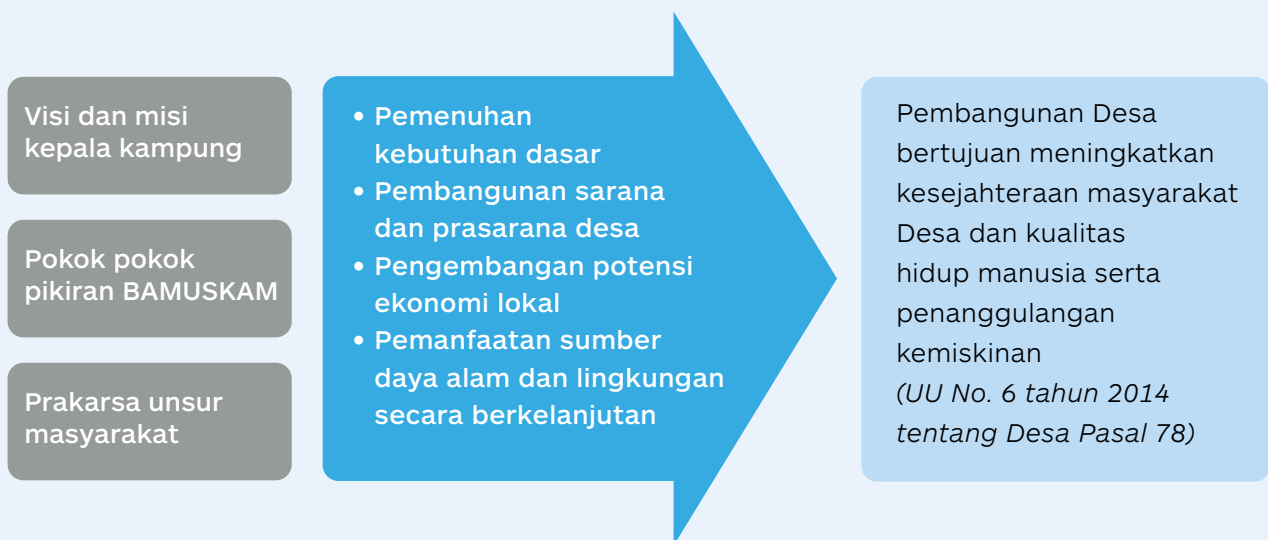 Visi dan misi
kepala kampung
Pokok pokok
pikiran BAMUSKAM
Prakarsa unsur
masyarakat
• Pemenuhan
kebutuhan dasar
• Pembangunan sarana
dan prasarana desa
• Pengembangan potensi
ekonomi lokal
• Pemanfaatan sumber
daya alam dan lingkungan
secara berkelanjutan
Pembangunan Desa
bertujuan meningkatkan
kesejahteraan masyarakat
Desa dan kualitas
hidup manusia serta
penanggulangan
kemiskinan
(UU No. 6 tahun 2014
tentang Desa Pasal 78)